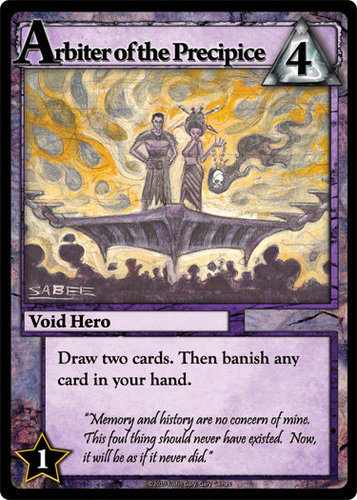 Arbiter of the Precipice
4
SABEE
Void Hero
Draw two cards. Then banish any
card in your hand.
"Memory and history are no concern of mine.
This foul thing should never have existed. Now,
it will be as if it never did."
1